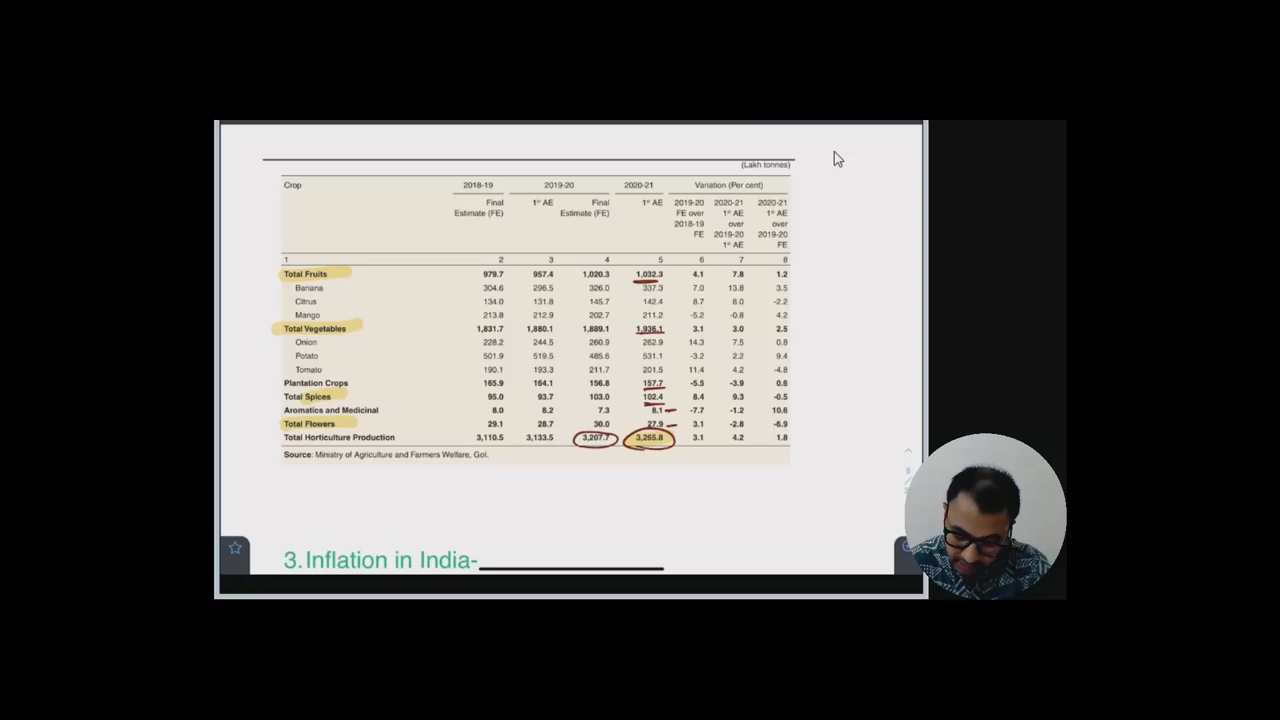 (Lakh tonnes)
Crop 2018-19 2019-20 2020-21 Variation (Per cent)
Final Estimate (FE) 1st AE Final Estimate (FE) 1st AE 2019-20 FE over 2018-19 FE 2020-21 1st AE over 2019-20 1st AE 2020-21 1st AE over 2019-20 FE
1 2 3 4 5 6 7 8
Total Fruits 979.7 957.4 1,020.3 1,032.3 4.1 7.8 1.2
Banana 304.6 296.5 326.0 337.3 7.0 13.8 3.5
Citrus 134.0 131.8 145.7 142.4 8.7 8.0 -2.2
Mango 213.8 212.9 202.7 211.2 -5.2 -0.8 4.2
Total Vegetables 1,831.7 1,880.1 1,889.1 1,936.1 3.1 3.0 2.5
Onion 228.2 244.5 260.9 262.9 14.3 7.5 0.8
Potato 501.9 519.5 485.6 531.1 -3.2 2.2 9.4
Tomato 190.1 193.3 211.7 201.5 11.4 4.2 -4.8
Plantation Crops 165.9 164.1 156.8 157.7 -5.5 -3.9 0.6
Total Spices 95.0 93.7 103.0 102.4 8.4 9.3 -0.5
Aromatics and Medicinal 8.0 8.2 7.3 8.1 -7.7 -1.2 10.6
Total Flowers 29.1 28.7 30.0 27.9 3.1 -2.8 -6.9
Total Horticulture Production 3,110.5 3,133.5 3,207.7 3,265.8 3.1 4.2 1.8
Source: Ministry of Agriculture and Farmers Welfare, GoI.
3. Inflation in India-